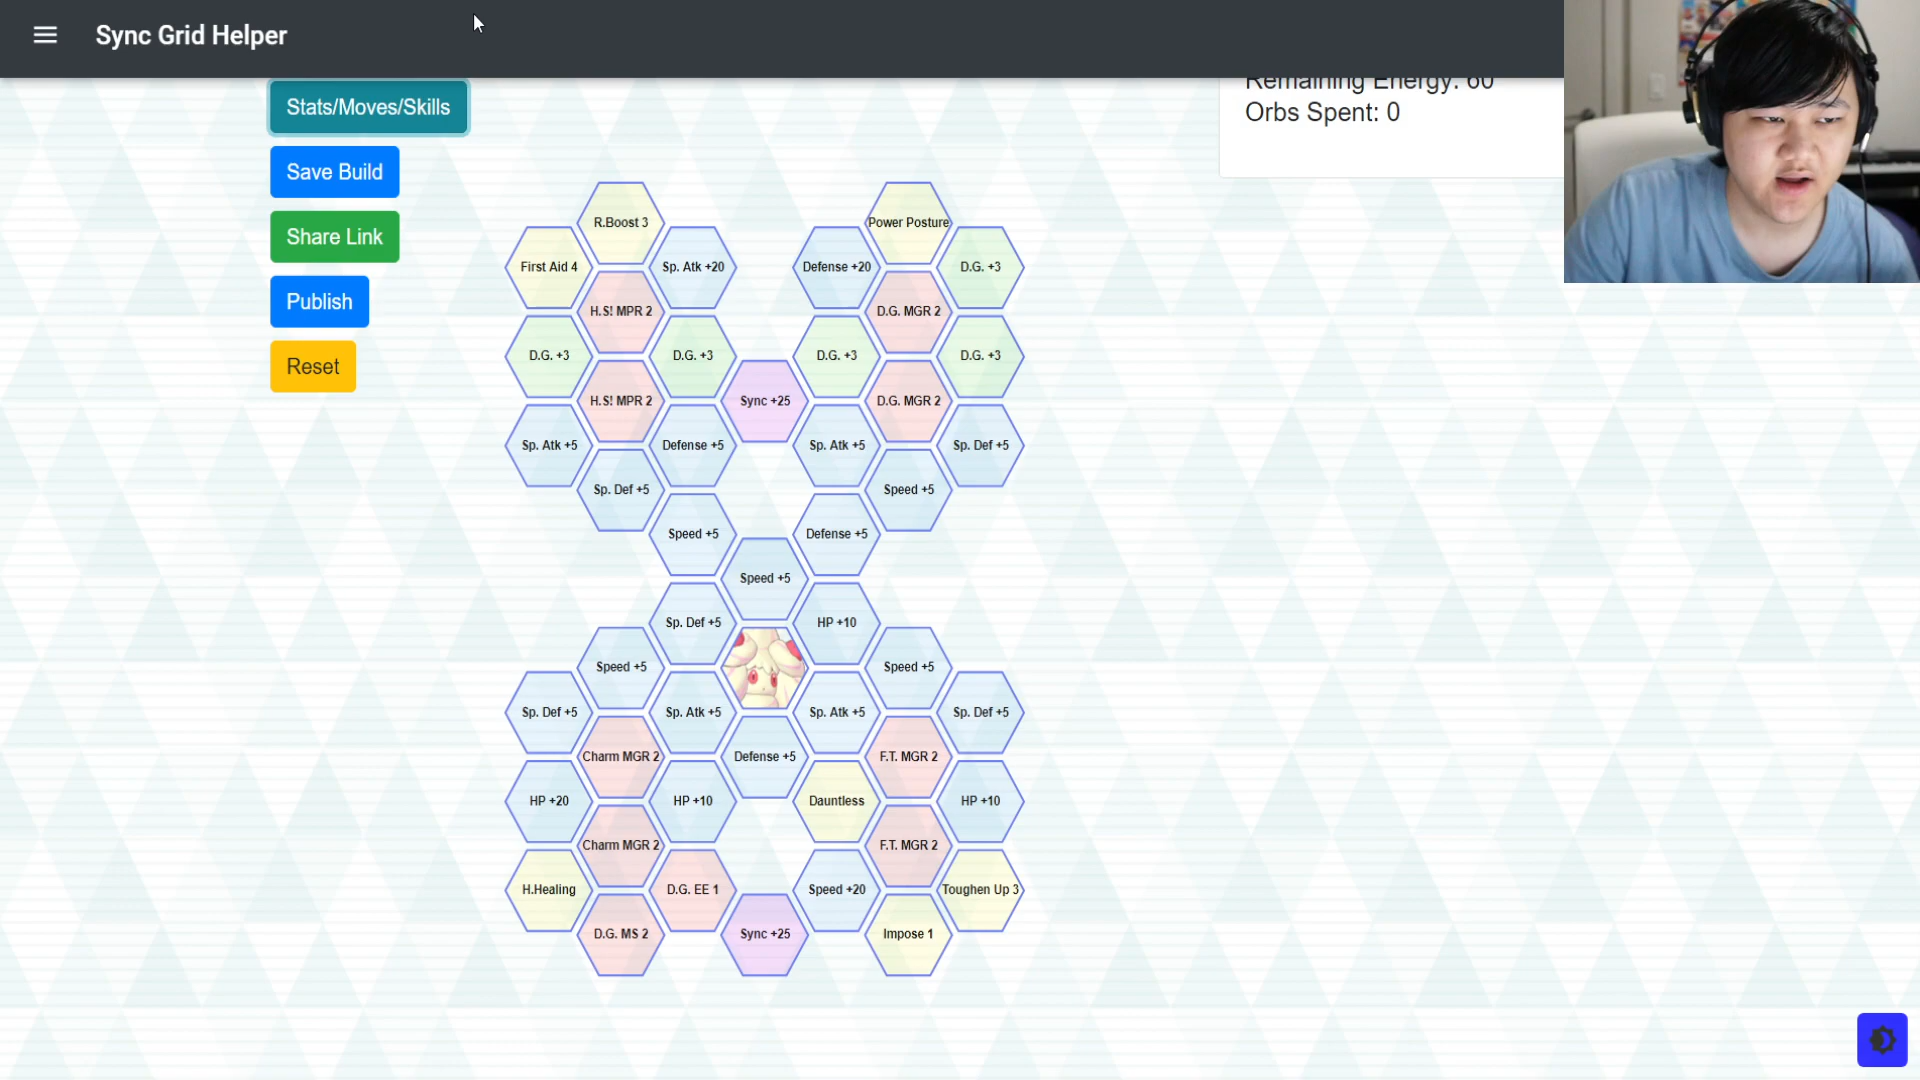 Sync Grid Helper
Stats/Moves/Skills
Remaining Energy: 60
Orbs Spent: 0
Save Build
Share Link
Publish
Reset
R.Boost 3
Power Posture
First Aid 4
Sp. Atk +20
Defense +20
D.G. +3
H.S! MPR 2
D.G. MGR 2
D.G. +3
D.G. +3
D.G. +3
D.G. +3
H.S! MPR 2
Sync +25
D.G. MGR 2
Sp. Atk +5
Defense +5
Sp. Atk +5
Sp. Def +5
Sp. Def +5
Speed +5
Speed +5
Defense +5
Speed +5
Sp. Def +5
HP +10
Speed +5
Speed +5
Sp. Def +5
Sp. Atk +5
Sp. Atk +5
Sp. Def +5
Charm MGR 2
Defense +5
F.T. MGR 2
HP +20
HP +10
Dauntless
HP +10
Charm MGR 2
F.T. MGR 2
H.Healing
D.G. EE 1
Speed +20
Toughen Up 3
D.G. MS 2
Sync +25
Impose 1